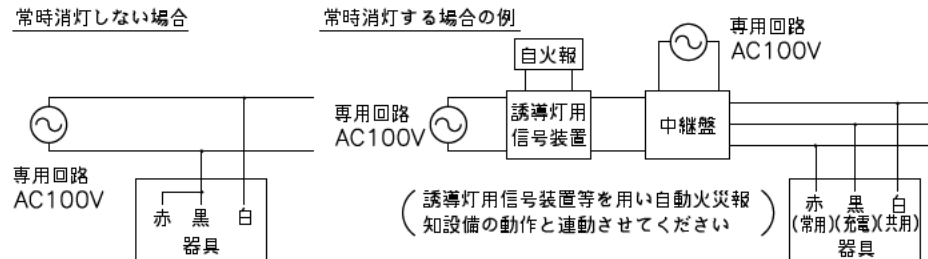 常時消灯しない場合
専用回路
AC100V
赤 黒 白
器具
常時消灯する場合の例
自火報
専用回路
AC100V
専用回路
AC100V
誘導灯用
信号装置
中継盤
(誘導灯用信号装置等を用い自動火災報
知設備の動作と連動させてください)
赤 黒 白
(常用)(充電)(共用)
器具